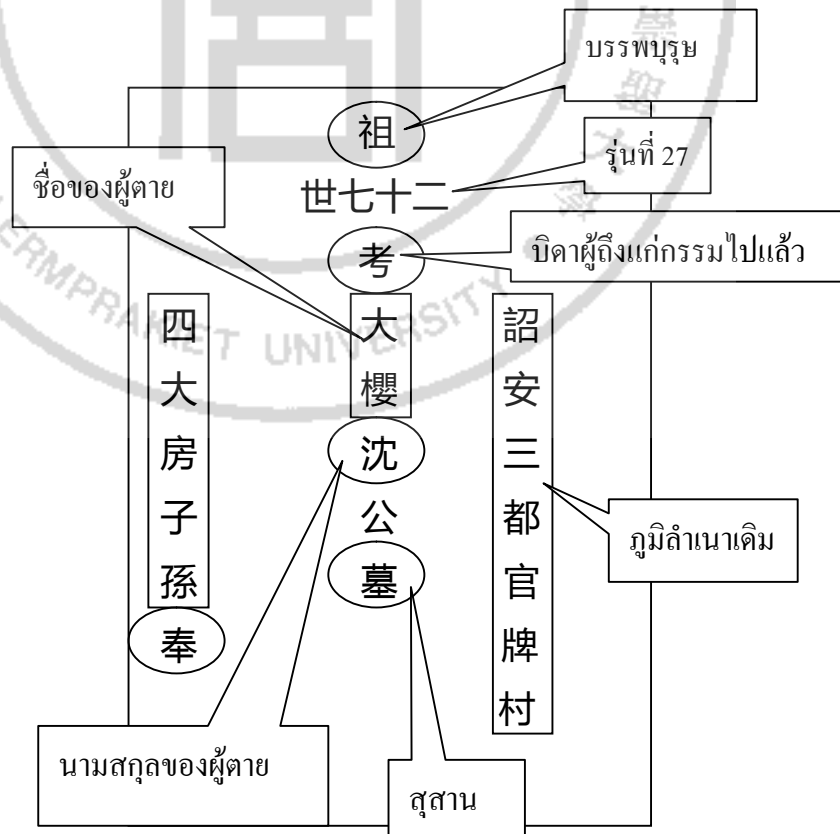 บรรพบุรุษ
祖
รุ่นที่ 27
世七十二
ชื่อของผู้ตาย
考
บิดาผู้ถึงแก่กรรมไปแล้ว
詔安三都官牌村
大櫻沈公墓
四大房子孫奉
ภูมิลำเนาเดิม
นามสกุลของผู้ตาย
สุสาน
ERMPRAKIET UNIVERSITY